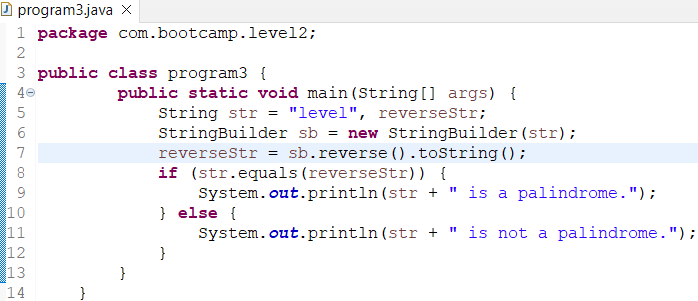 program3.java
1 package com.bootcamp.level2;
2
3 public class program3 {
4     public static void main(String[] args) {
5         String str = "level", reverseStr;
6         StringBuilder sb = new StringBuilder(str);
7         reverseStr = sb.reverse().toString();
8         if (str.equals(reverseStr)) {
9             System.out.println(str + " is a palindrome.");
10         } else {
11             System.out.println(str + " is not a palindrome.");
12         }
13     }
14 }